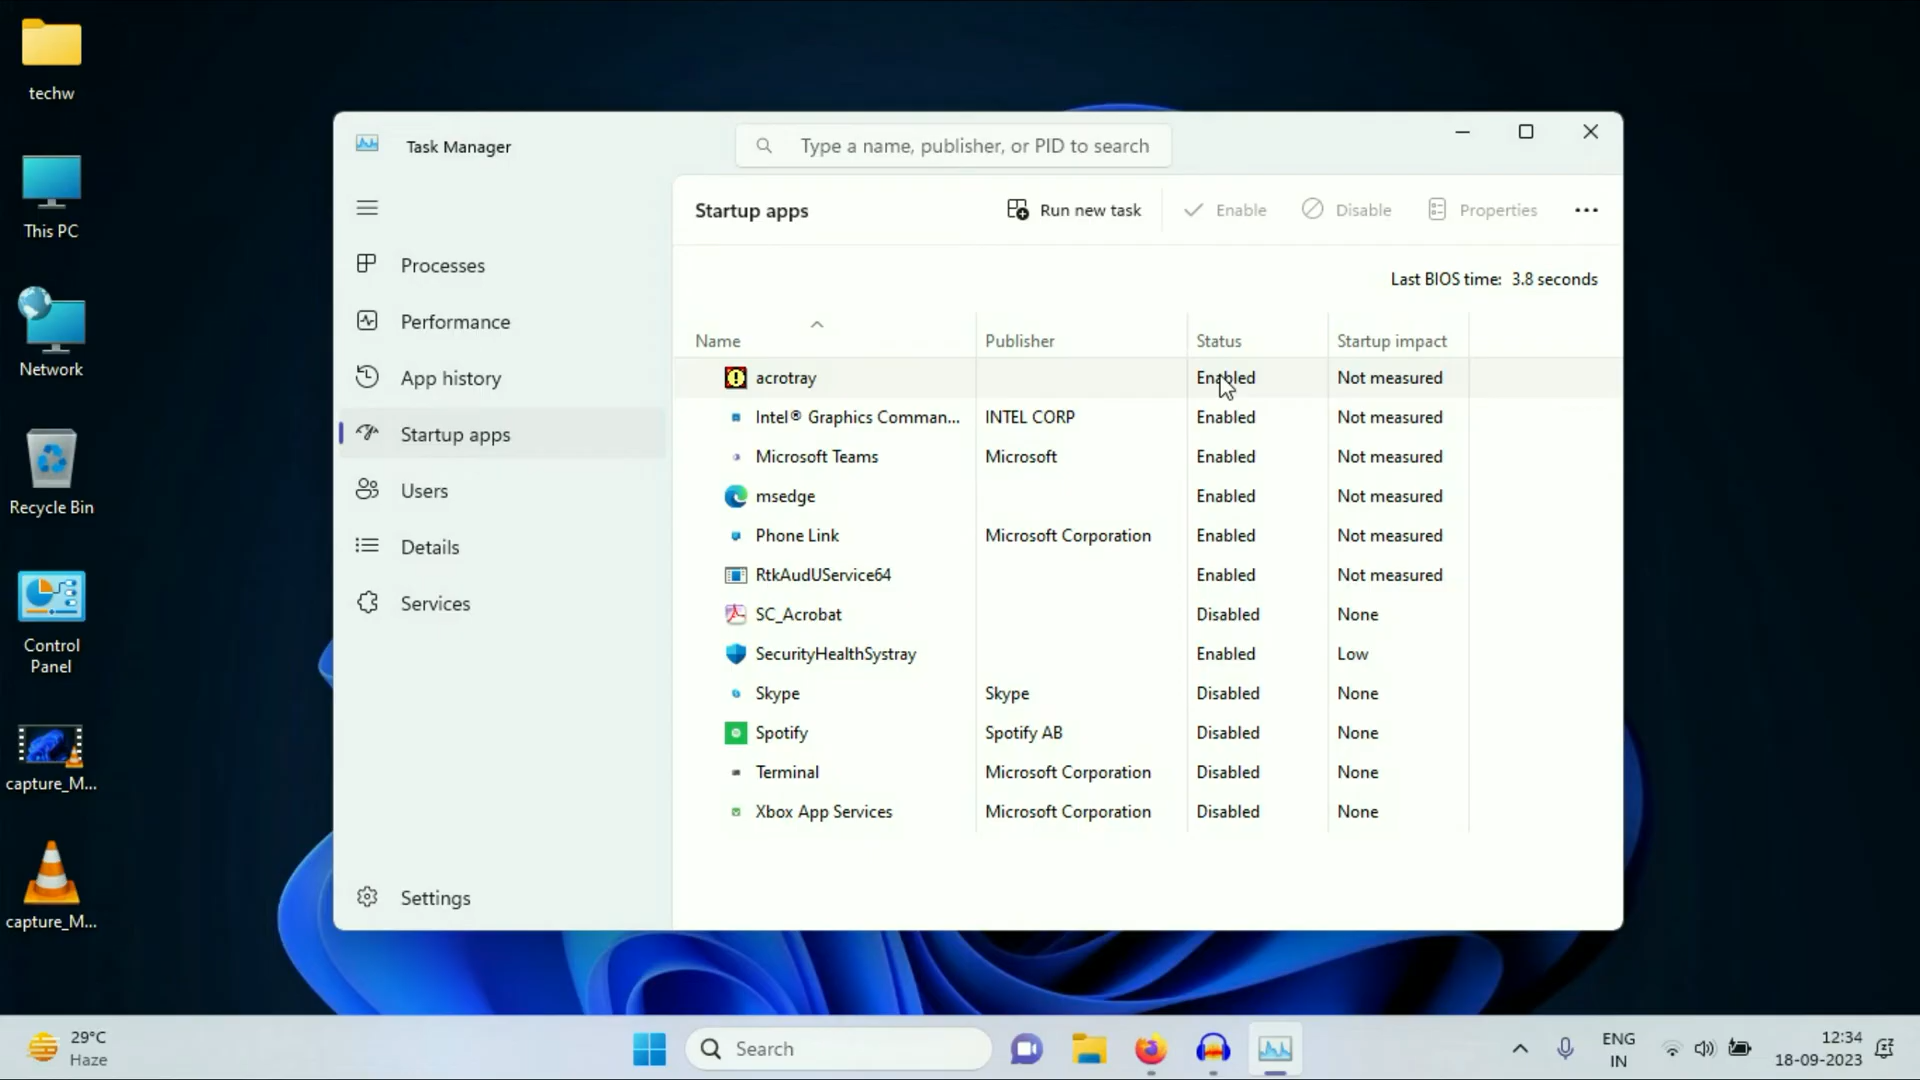 techw
This PC
Network
Recycle Bin
Control
Panel
capture_M...
capture_M...
Task Manager
Type a name, publisher, or PID to search
Processes
Performance
App history
Startup apps
Users
Details
Services
Settings
Startup apps
Run new task
Enable
Disable
Properties
Last BIOS time: 3.8 seconds
Name Publisher Status Startup impact
acrotray Enabled Not measured
Intel® Graphics Comman... INTEL CORP Enabled Not measured
Microsoft Teams Microsoft Enabled Not measured
msedge Enabled Not measured
Phone Link Microsoft Corporation Enabled Not measured
RtkAudUService64 Enabled Not measured
SC_Acrobat Disabled None
SecurityHealthSystray Enabled Low
Skype Skype Disabled None
Spotify Spotify AB Disabled None
Terminal Microsoft Corporation Disabled None
Xbox App Services Microsoft Corporation Disabled None
29°C
Haze
Search
ENG
IN
12:34
18-09-2023